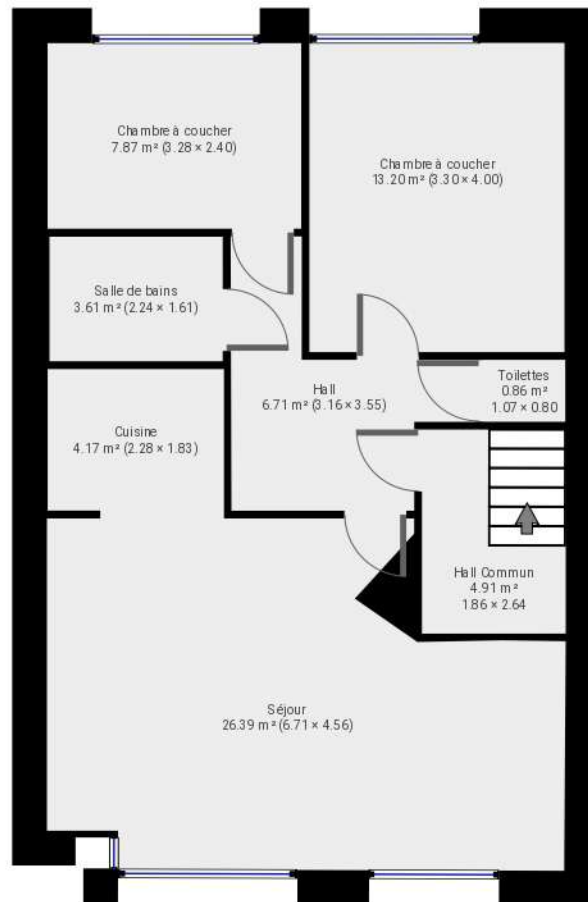 Chambre à coucher
7.87 m² (3.28 × 2.40)
Chambre à coucher
13.20 m² (3.30 × 4.00)
Salle de bains
3.61 m² (2.24 × 1.61)
Toilettes
0.86 m²
1.07 × 0.80
Hall
6.71 m² (3.16 × 3.55)
Cuisine
4.17 m² (2.28 × 1.83)
Hall Commun
4.91 m²
1.86 × 2.64
Séjour
26.39 m² (6.71 × 4.56)